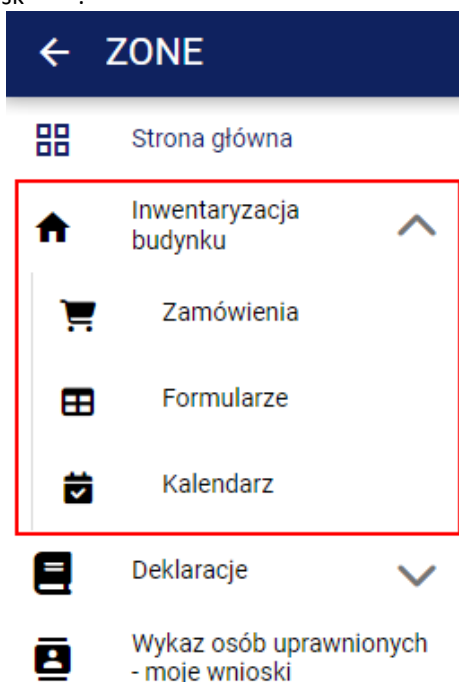 ZONE
Strona główna
Inwentaryzacja
budynku
Zamówienia
Formularze
Kalendarz
Deklaracje
Wykaz osób uprawnionych
- moje wnioski